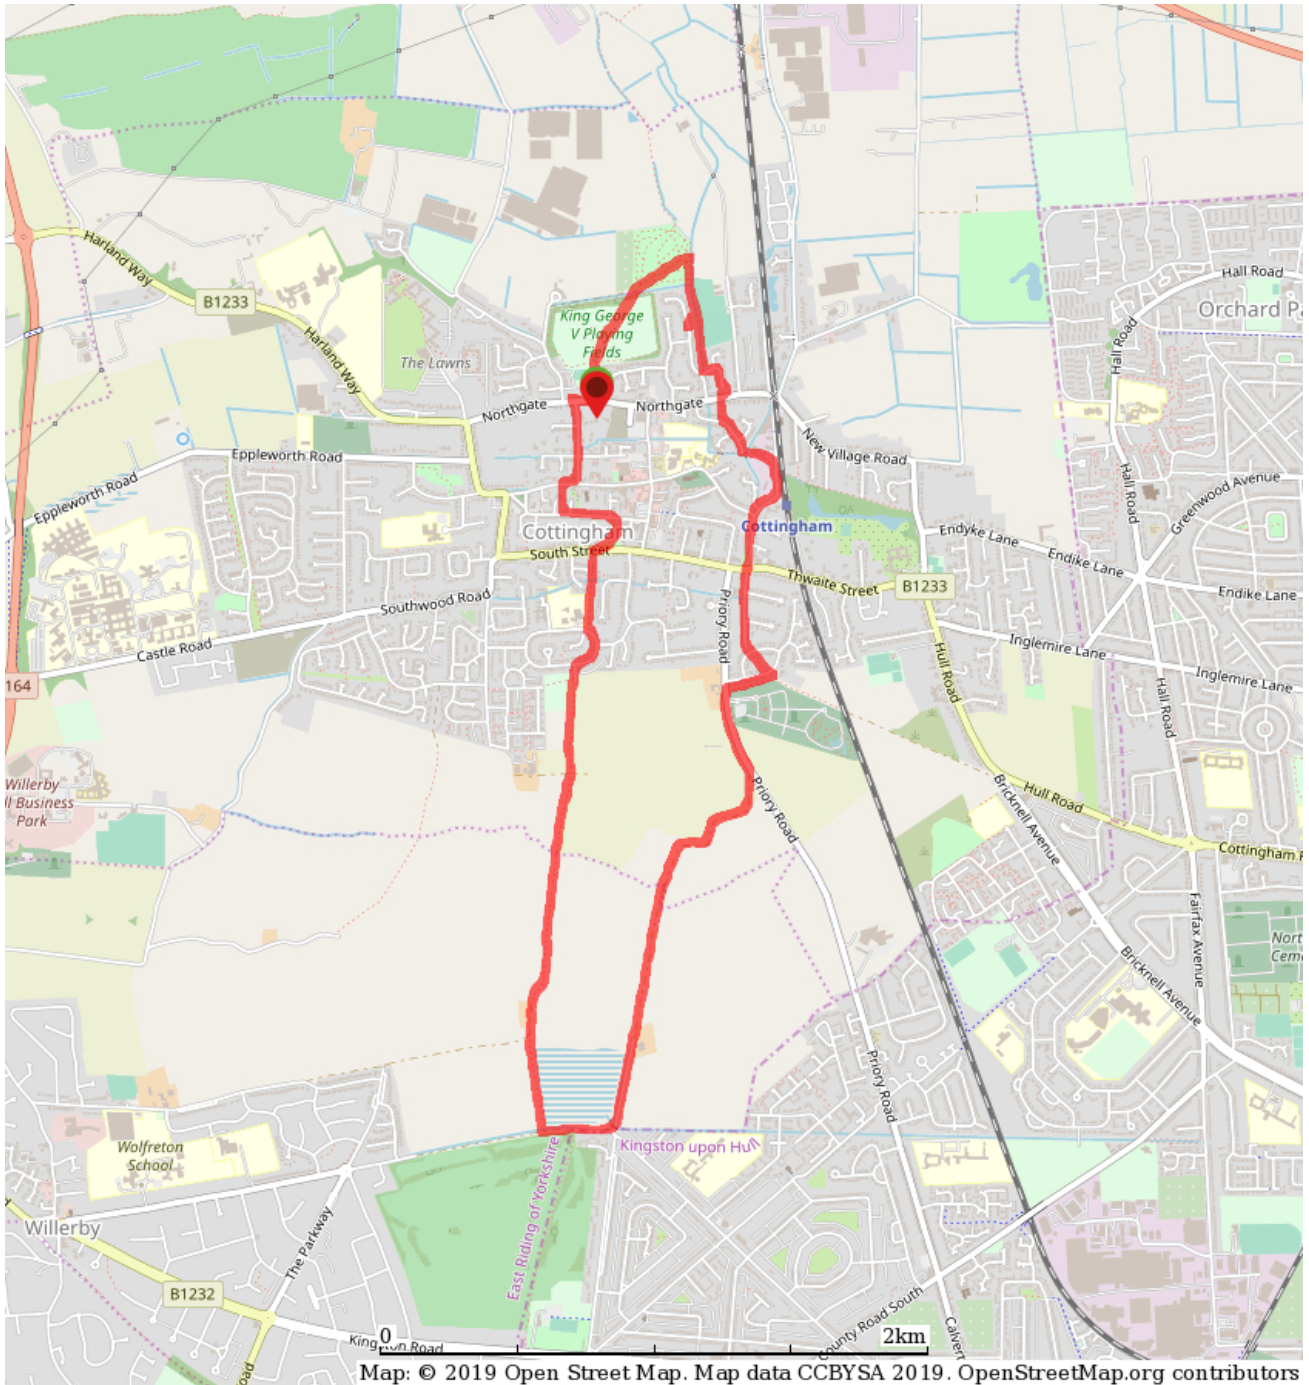 Harland Way
B1233
Harland Way
The Lawns
King George
V Playing
Fields
Hall Road
Hall Road
Northgate
Northgate
New Village Road
Eppleworth Road
Eppleworth Road
Hall Road
Greenwood Avenue
Cottingham
Cottingham
South Street
Endyke Lane
Endike Lane
Endike Lane
Thwaite Street
B1233
Southwood Road
Castle Road
Priory Road
Inglemire Lane
Inglemire Lane
Hull Road
Hall Road
164
Willerby
Park
Business
Priory Road
Bricknell Avenue
Hull Road
Cottingham
Fairfax Avenue
Bricknell Avenue
Priory Road
Wolfreton
School
Kingston upon Hull
East Riding of Yorkshire
Willerby
The Parkway
B1232
County Road South
0
2km
Map: © 2019 Open Street Map. Map data CCBYSA 2019. OpenStreetMap.org contributors